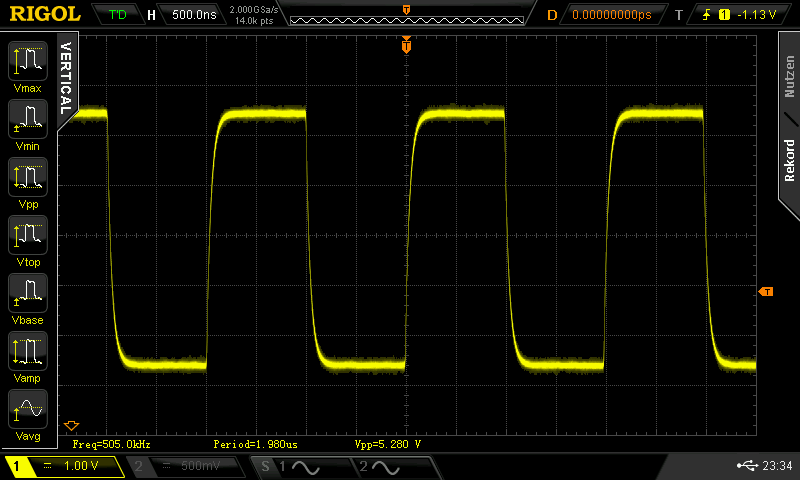 RIGOL T'D H 500.0ns 2.000GSa/s D 0.00000000ps T 1 -1.13 V
14.0k pts
T
T
VERTICAL
Vmax
Vmin
Vpp
Vtop
Vbase
Vamp
Vavg
Nutzen
Rekord
T
Freq=505.0kHz Period=1.980us Vpp=5.280 V
1 1.00 V 2 500mV S 1 2 23:34